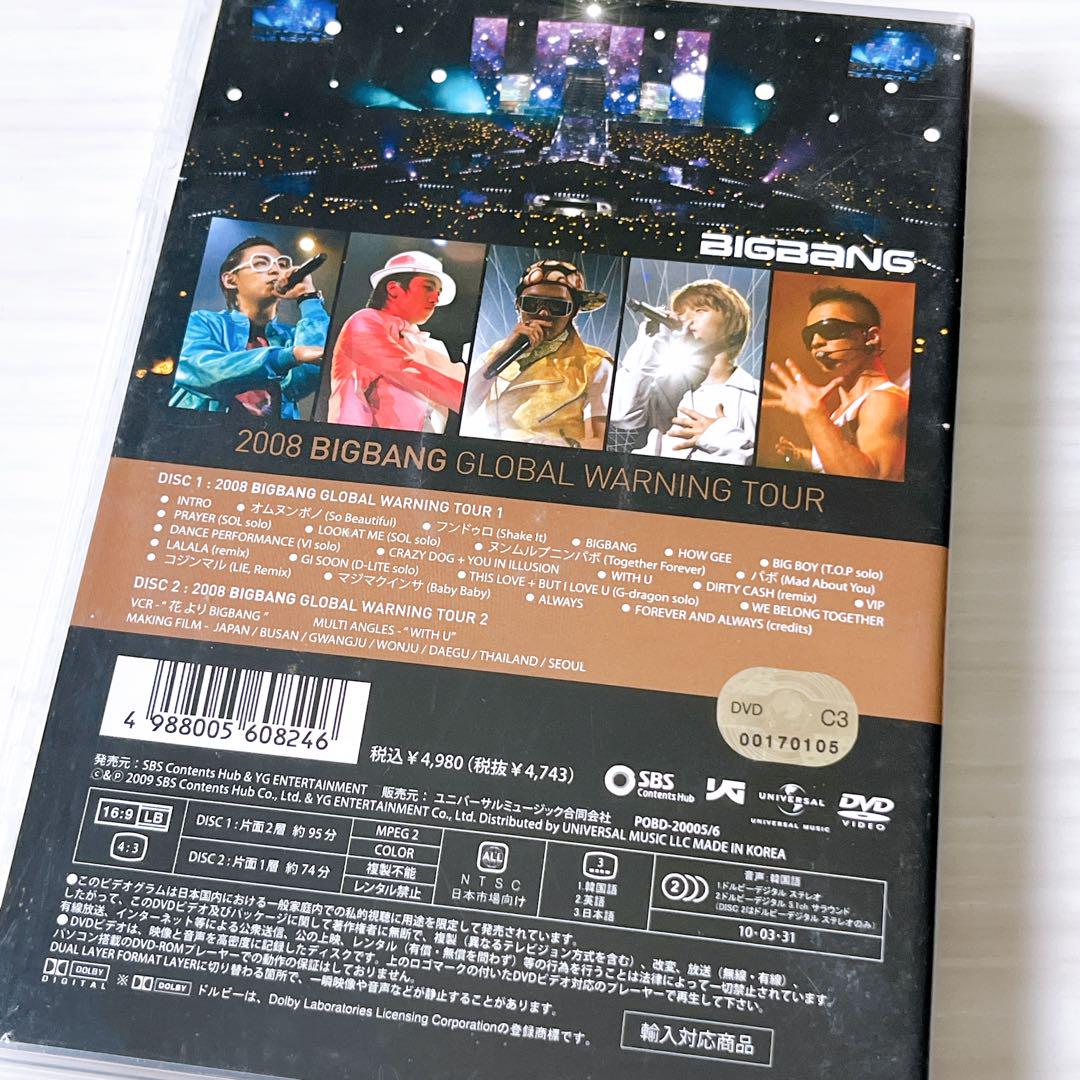 BIGBANG
2008 BIGBANG GLOBAL WARNING TOUR
DISC 1 : 2008 BIGBANG GLOBAL WARNING TOUR 1
● INTRO ● オムヌンボノ (So Beautiful) ● フンドゥロ (Shake It) ● BIGBANG ● HOW GEE ● BIG BOY (T.O.P solo)
● PRAYER (SOL solo) ● LOOK AT ME (SOL solo) ● ヌンムルプニンパボ (Together Forever) ● パボ (Mad About You)
● DANCE PERFORMANCE (VI solo) ● CRAZY DOG + YOU IN ILLUSION ● WITH U ● DIRTY CASH (remix) ● VIP
● LALALA (remix) ● GI SOON (D-LITE solo) ● THIS LOVE + BUT I LOVE U (G-dragon solo) ● WE BELONG TOGETHER
● コジンマル (LIE, Remix) ● マジマクインサ (Baby Baby) ● ALWAYS ● FOREVER AND ALWAYS (credits)
DISC 2 : 2008 BIGBANG GLOBAL WARNING TOUR 2
VCR - " 花 より BIGBANG " MULTI ANGLES - " WITH U"
MAKING FILM - JAPAN / BUSAN / GWANGJU / WONJU / DAEGU / THAILAND / SEOUL
4 988005 608246
税込 ¥ 4,980 (税抜 ¥ 4,743)
DVD C3
00170105
SBS Contents Hub
YG
UNIVERSAL
UNIVERSAL MUSIC
DVD VIDEO
発売元 : SBS Contents Hub & YG ENTERTAINMENT 販売元 : ユニバーサルミュージック合同会社 POBD-20005/6
©&℗ 2009 SBS Contents Hub Co., Ltd. & YG ENTERTAINMENT Co., Ltd. Distributed by UNIVERSAL MUSIC LLC MADE IN KOREA
16:9 LB
4:3
DISC 1 : 片面2層 約 95分
DISC 2 : 片面1層 約 74分
MPEG 2
COLOR
複製不能
レンタル禁止
ALL
NTSC
日本市場向け
3
1.韓国語
2.英語
3.日本語
2
音声 : 韓国語
1.ドルビーデジタル ステレオ
2.ドルビーデジタル 5.1ch サラウンド
(DISC 2はドルビーデジタル ステレオのみ)
10·03·31
●このビデオグラムは日本国内における一般家庭内での私的視聴に用途を限定して発売されています。
したがって、このDVDビデオ及びパッケージに関して著作権者に無断で、複製（異なるテレビジョン方式を含む）、改変、放送（無線・有線）、
有線放送、インターネット等による公衆送信、公の上映、レンタル（有償・無償を問わず）等の行為を行うことは法律によって一切禁止されています。
●DVDビデオは、映像と音声を高密度に記録したディスクです。上のロゴマークの付いたDVDビデオ対応のプレーヤーで再生して下さい。
パソコン搭載のDVD-ROMプレーヤーでの動作の保証はしておりません。
DUAL LAYER FORMAT LAYERに切り替わる箇所で、一瞬映像や音声などが静止することがあります。
DOLBY DIGITAL ※ DOLBY ドルビーは、Dolby Laboratories Licensing Corporationの登録商標です。
輸入対応商品